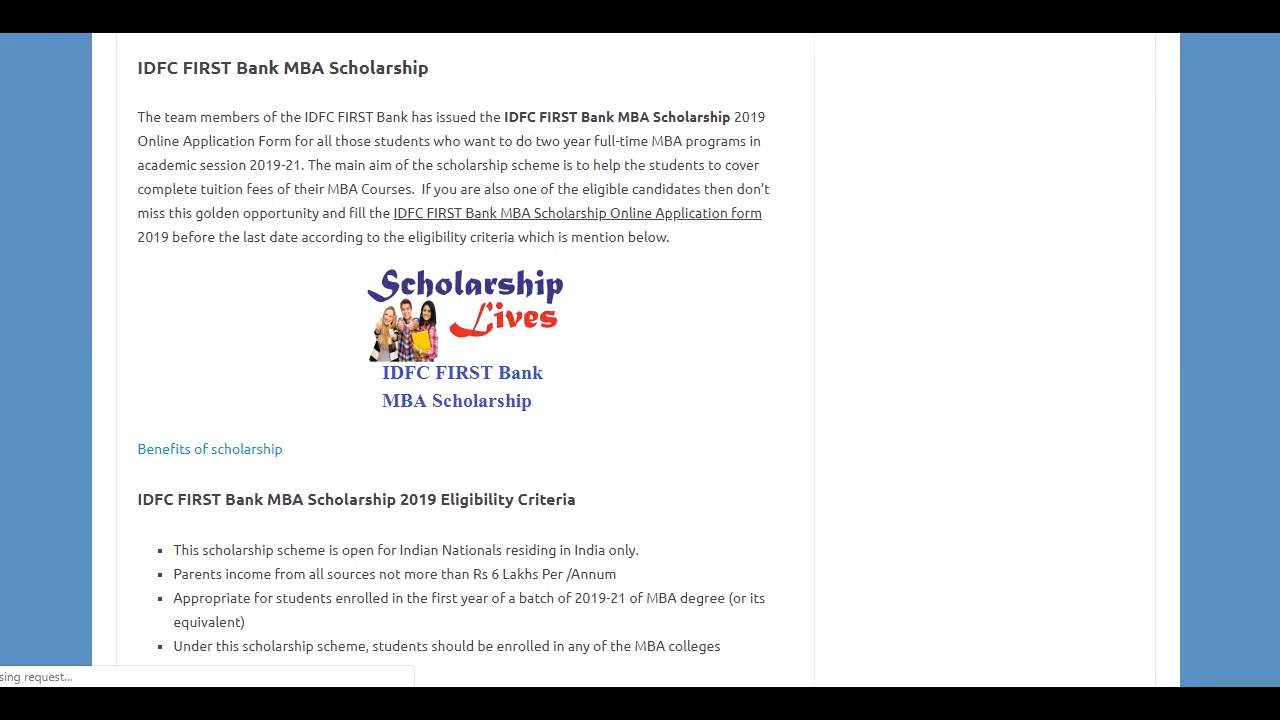 IDFC FIRST Bank MBA Scholarship
The team members of the IDFC FIRST Bank has issued the IDFC FIRST Bank MBA Scholarship 2019
Online Application Form for all those students who want to do two year full-time MBA programs in
academic session 2019-21. The main aim of the scholarship scheme is to help the students to cover
complete tuition fees of their MBA Courses.  If you are also one of the eligible candidates then don’t
miss this golden opportunity and fill the IDFC FIRST Bank MBA Scholarship Online Application form
2019 before the last date according to the eligibility criteria which is mention below.
Scholarship
Lives
IDFC FIRST Bank
MBA Scholarship
Benefits of scholarship
IDFC FIRST Bank MBA Scholarship 2019 Eligibility Criteria
▪ This scholarship scheme is open for Indian Nationals residing in India only.
▪ Parents income from all sources not more than Rs 6 Lakhs Per /Annum
▪ Appropriate for students enrolled in the first year of a batch of 2019-21 of MBA degree (or its
equivalent)
▪ Under this scholarship scheme, students should be enrolled in any of the MBA colleges
sing request...